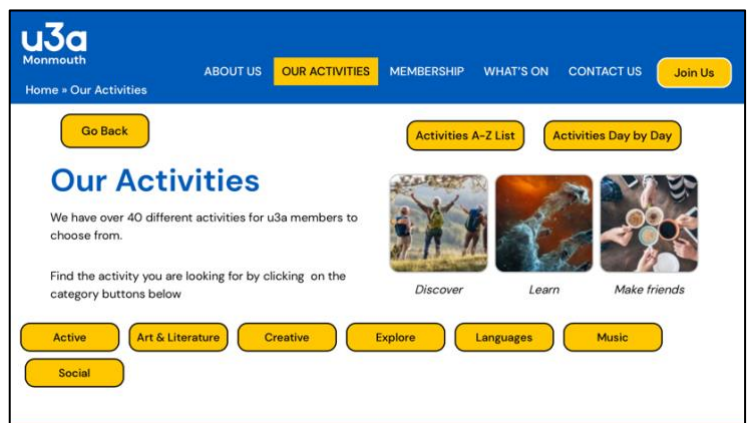 u3a
Monmouth
ABOUT US OUR ACTIVITIES MEMBERSHIP WHAT'S ON CONTACT US Join Us
Home » Our Activities
Go Back
Activities A-Z List Activities Day by Day
Our Activities
We have over 40 different activities for u3a members to
choose from.
Find the activity you are looking for by clicking on the
category buttons below
Discover Learn Make friends
Active Art & Literature Creative Explore Languages Music
Social